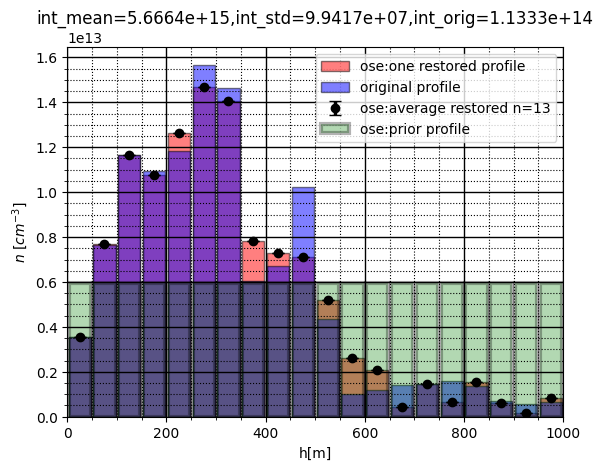 int_mean=5.6664e+15,int_std=9.9417e+07,int_orig=1.1333e+14
1e13
ose:one restored profile
original profile
ose:average restored n=13
ose:prior profile
1.6
1.4
1.2
1.0
0.8
0.6
0.4
0.2
0.0
n [cm⁻³]
0 200 400 600 800 1000
h[m]